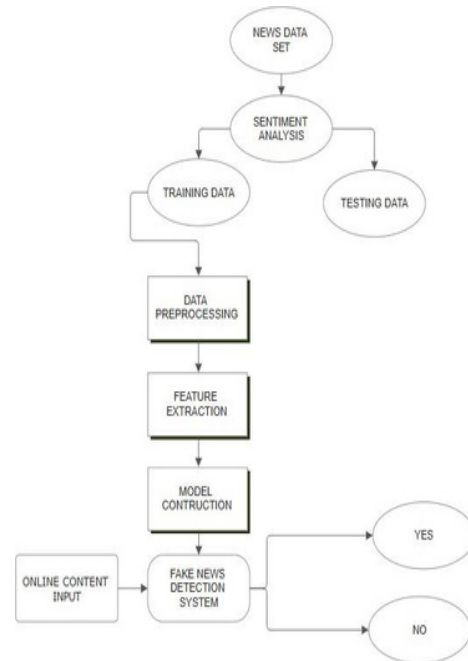 NEWS DATA
SET
SENTIMENT
ANALYSIS
TRAINING DATA
TESTING DATA
DATA
PREPROCESSING
FEATURE
EXTRACTION
MODEL
CONTRUCTION
ONLINE CONTENT
INPUT
FAKE NEWS
DETECTION
SYSTEM
YES
NO